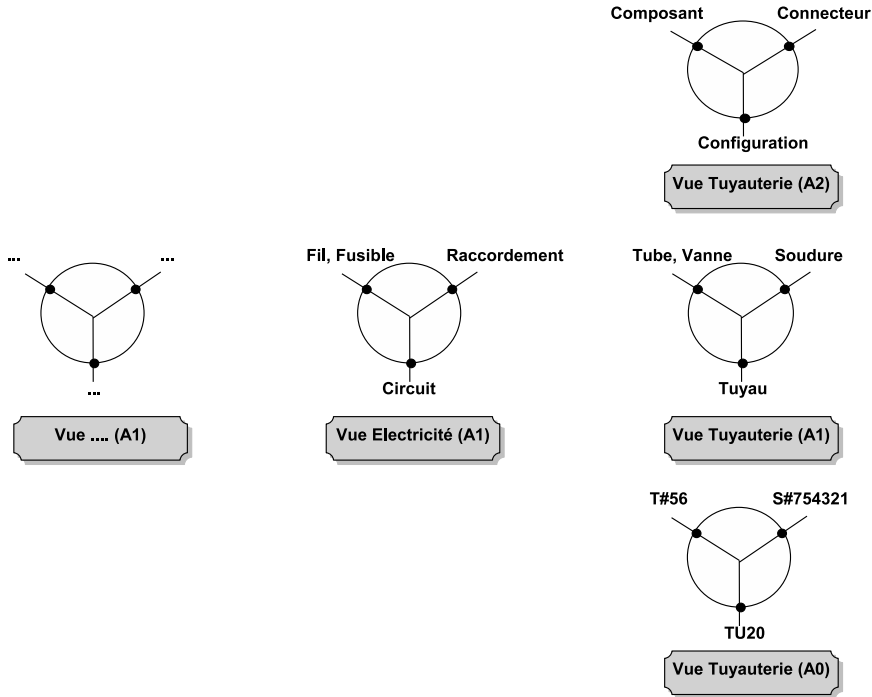 Composant Connecteur
Configuration
Vue Tuyauterie (A2)
... ... Fil, Fusible Raccordement Tube, Vanne Soudure
... Circuit Tuyau
Vue .... (A1) Vue Electricité (A1) Vue Tuyauterie (A1)
T#56 S#754321
TU20
Vue Tuyauterie (A0)